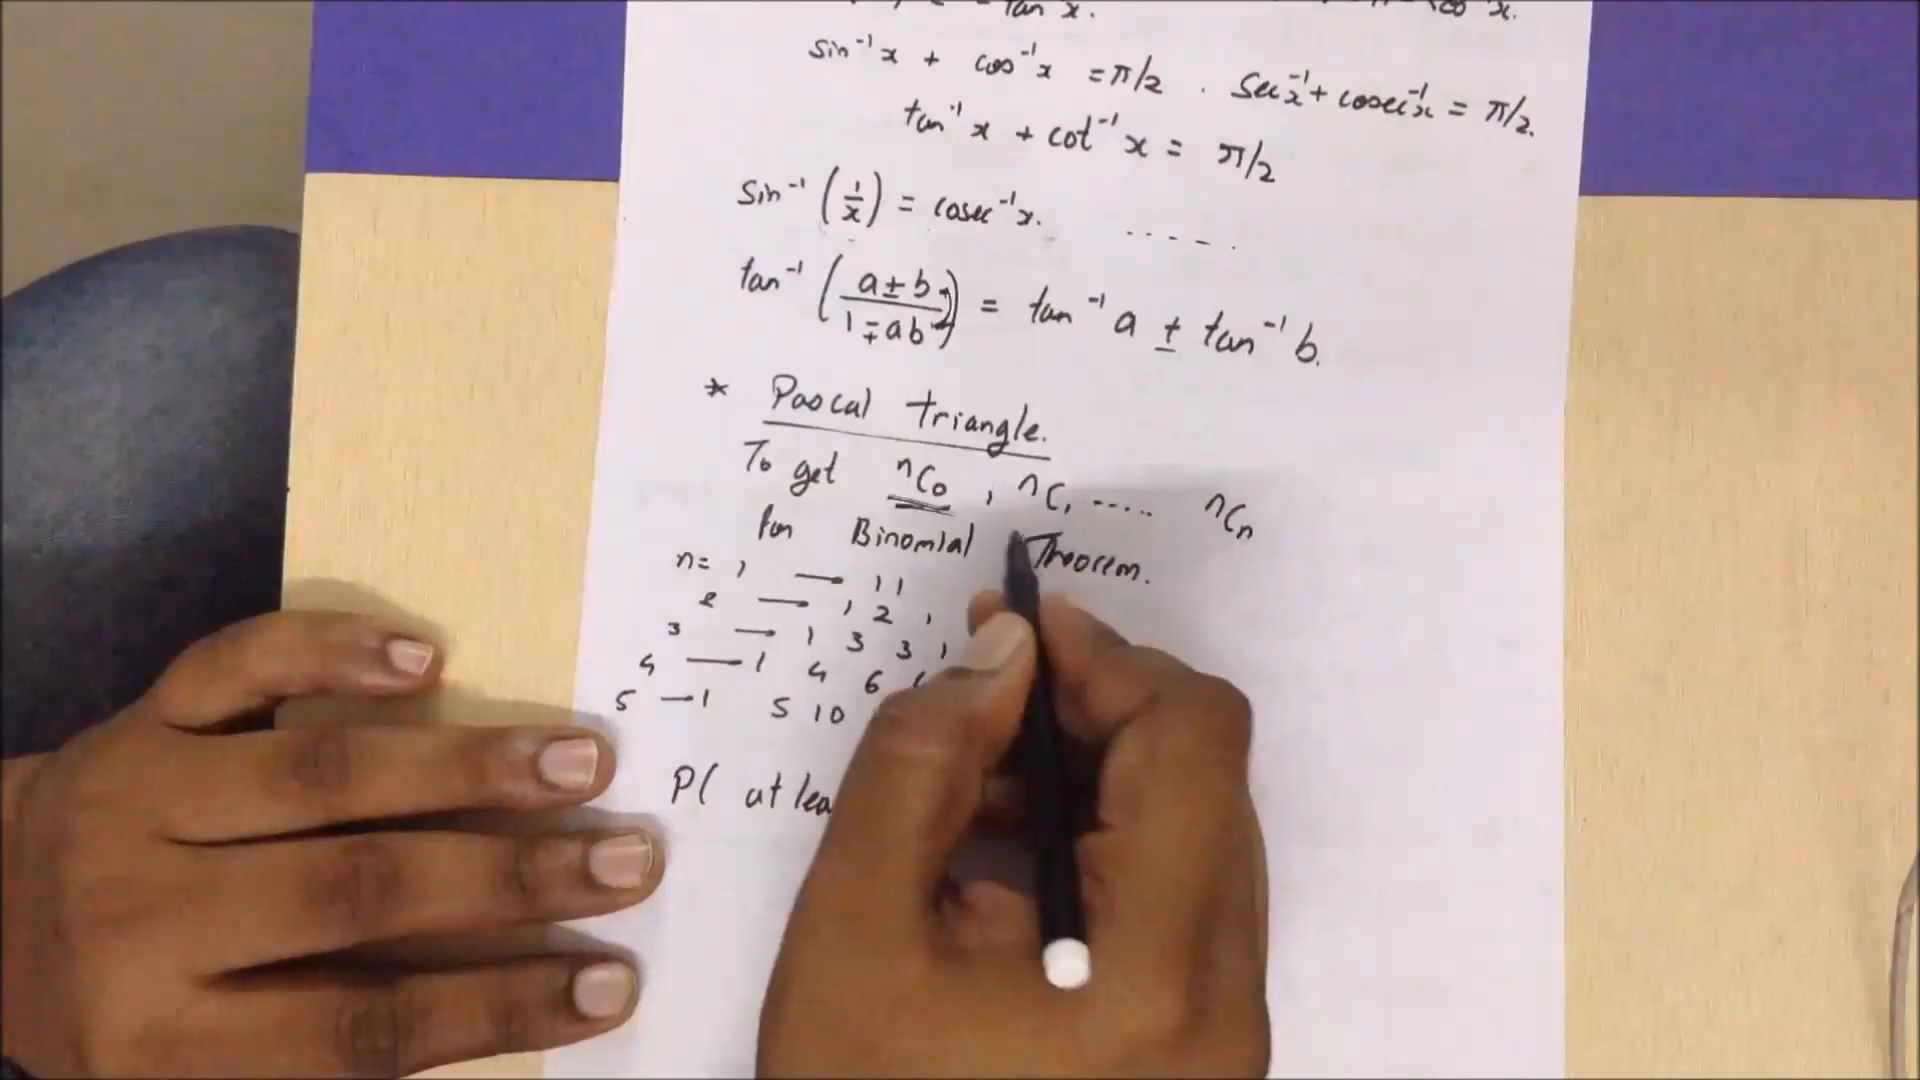 tan x.
sin⁻¹x + cos⁻¹x = π/2 . Sec⁻¹x + cosec⁻¹x = π/2.
tan⁻¹x + cot⁻¹x = π/2
Sin⁻¹ (1/x) = cosec⁻¹x. .....
tan⁻¹ (a ± b / 1 ∓ ab) = tan⁻¹ a ± tan⁻¹ b.
* Pascal triangle.
To get ⁿC₀ , ⁿC₁ ..... ⁿCₙ
for Binomial Theorem.
n= 1 — 1 1
2 — 1 2 1
3 — 1 3 3 1
4 — 1 4 6
5 — 1 5 10
P( at lea